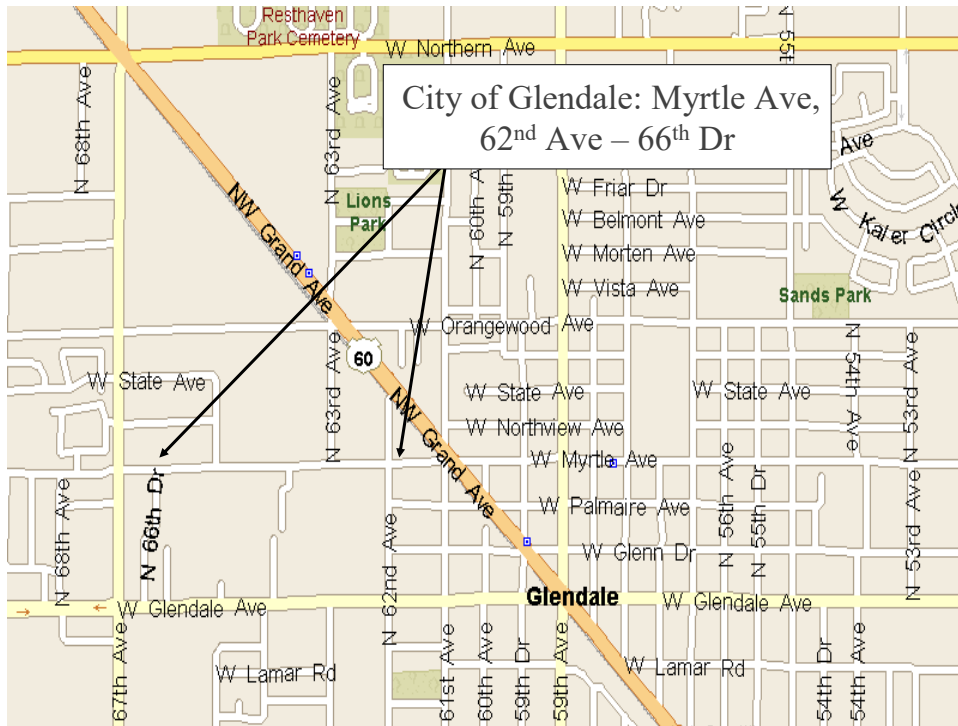 Resthaven
Park Cemetery
W Northern Ave
N 55t
City of Glendale: Myrtle Ave,
62nd Ave – 66th Dr
N 68th Ave
N 63rd Ave
NW Grand Ave
Lions
Park
N 60th A
N 59th
W Friar Dr
W Belmont Ave
W Morten Ave
W Vista Ave
Ave
W Kaler Circle
Sands Park
W Orangewood Ave
60
N 63rd Ave
N 54th Ave
N 53rd Ave
W State Ave
W State Ave
W State Ave
NW Grand Ave
W Northview Ave
W Myrtle Ave
N 68th Ave
N 66th Dr
N 62nd Ave
W Palmaire Ave
N 56th Ave
N 55th Dr
N 53rd Ave
W Glenn Dr
W Glendale Ave
Glendale
W Glendale Ave
67th Ave
W Lamar Rd
61st Ave
60th Ave
59th Dr
59th Ave
W Lamar Rd
54th Dr
54th Ave